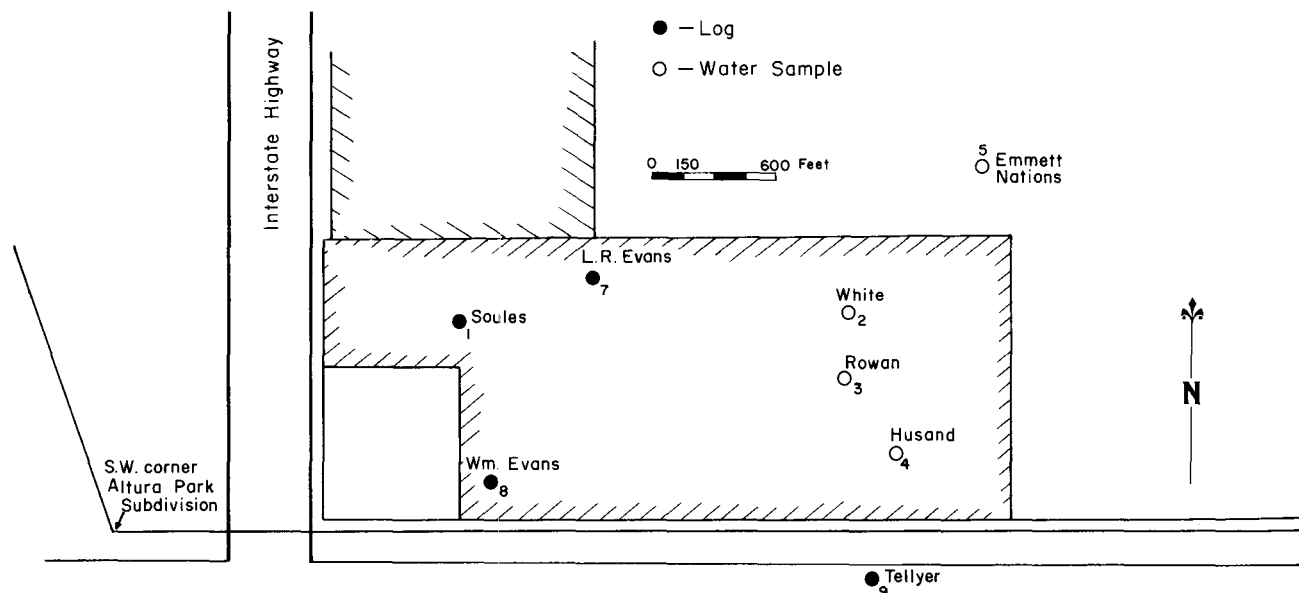 Interstate Highway
— Log
— Water Sample
0 150 600 Feet
5
Emmett
Nations
L.R. Evans
7
Soules
1
White
2
Rowan
3
Husand
4
Wm. Evans
8
S.W. corner
Altura Park
Subdivision
N
Tellyer
9